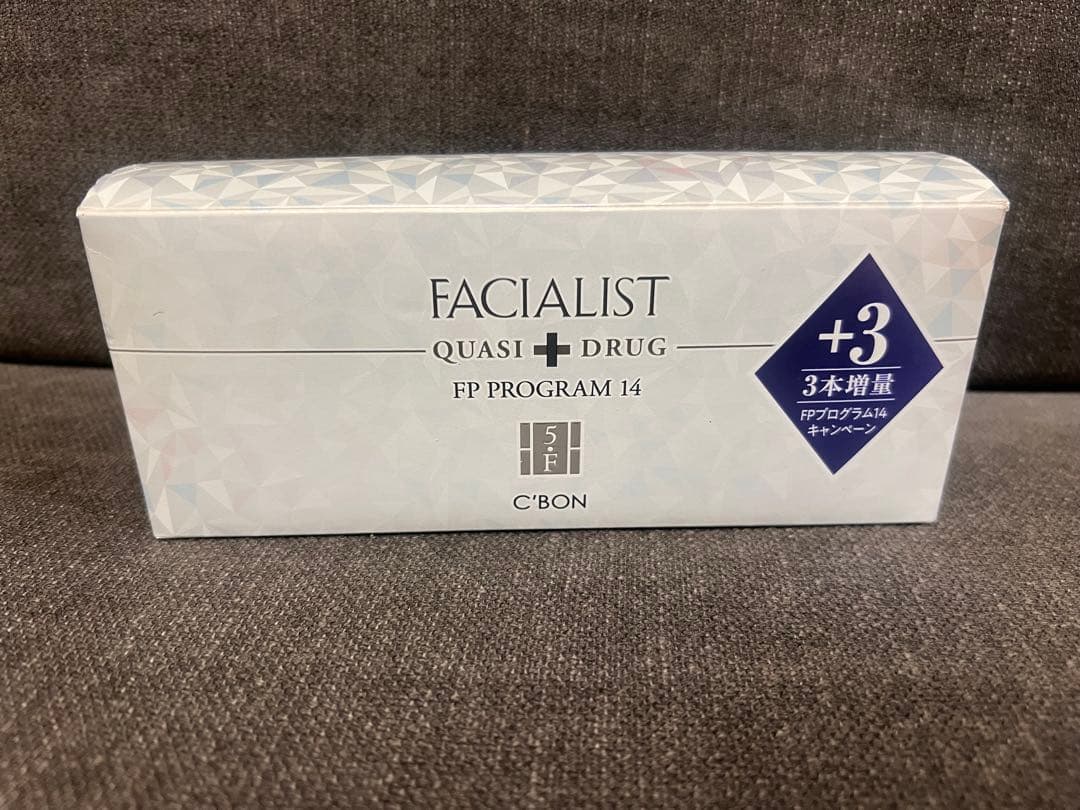 FACIALIST
QUASI + DRUG
FP PROGRAM 14
5・F
C'BON
+3
3本増量
FPプログラム14
キャンペーン